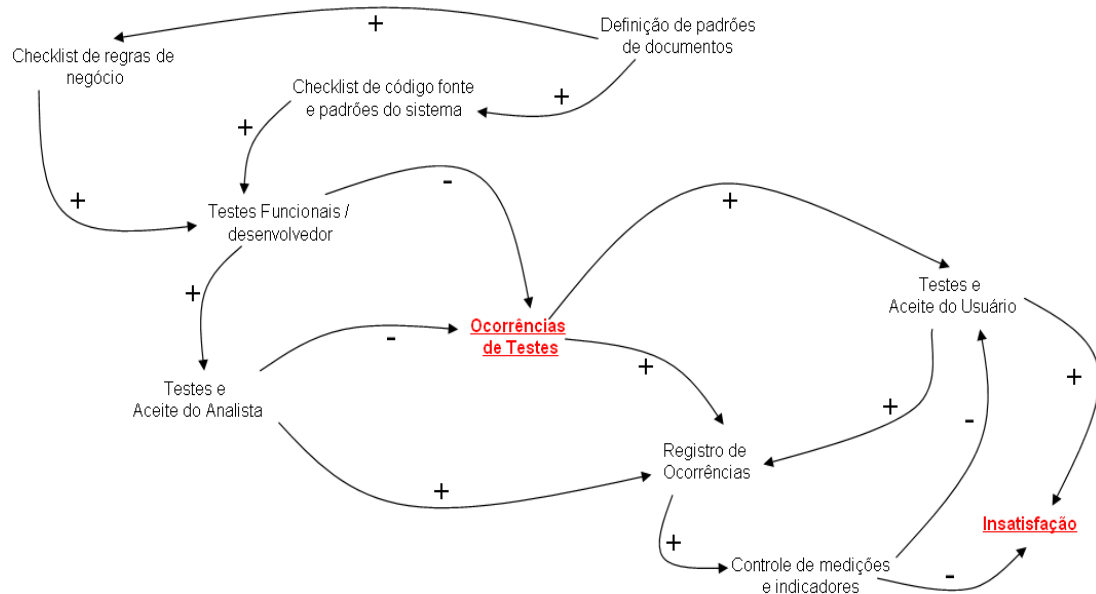 +
Definição de padrões
de documentos
Checklist de regras de
negócio
Checklist de código fonte
e padrões do sistema
+
+
-
+
Testes Funcionais /
desenvolvedor
+
+
Testes e
Aceite do Usuário
Ocorrências
de Testes
-
+
+
Testes e
Aceite do Analista
+
-
Registro de
Ocorrências
+
Insatisfação
+
Controle de medições
e indicadores
-